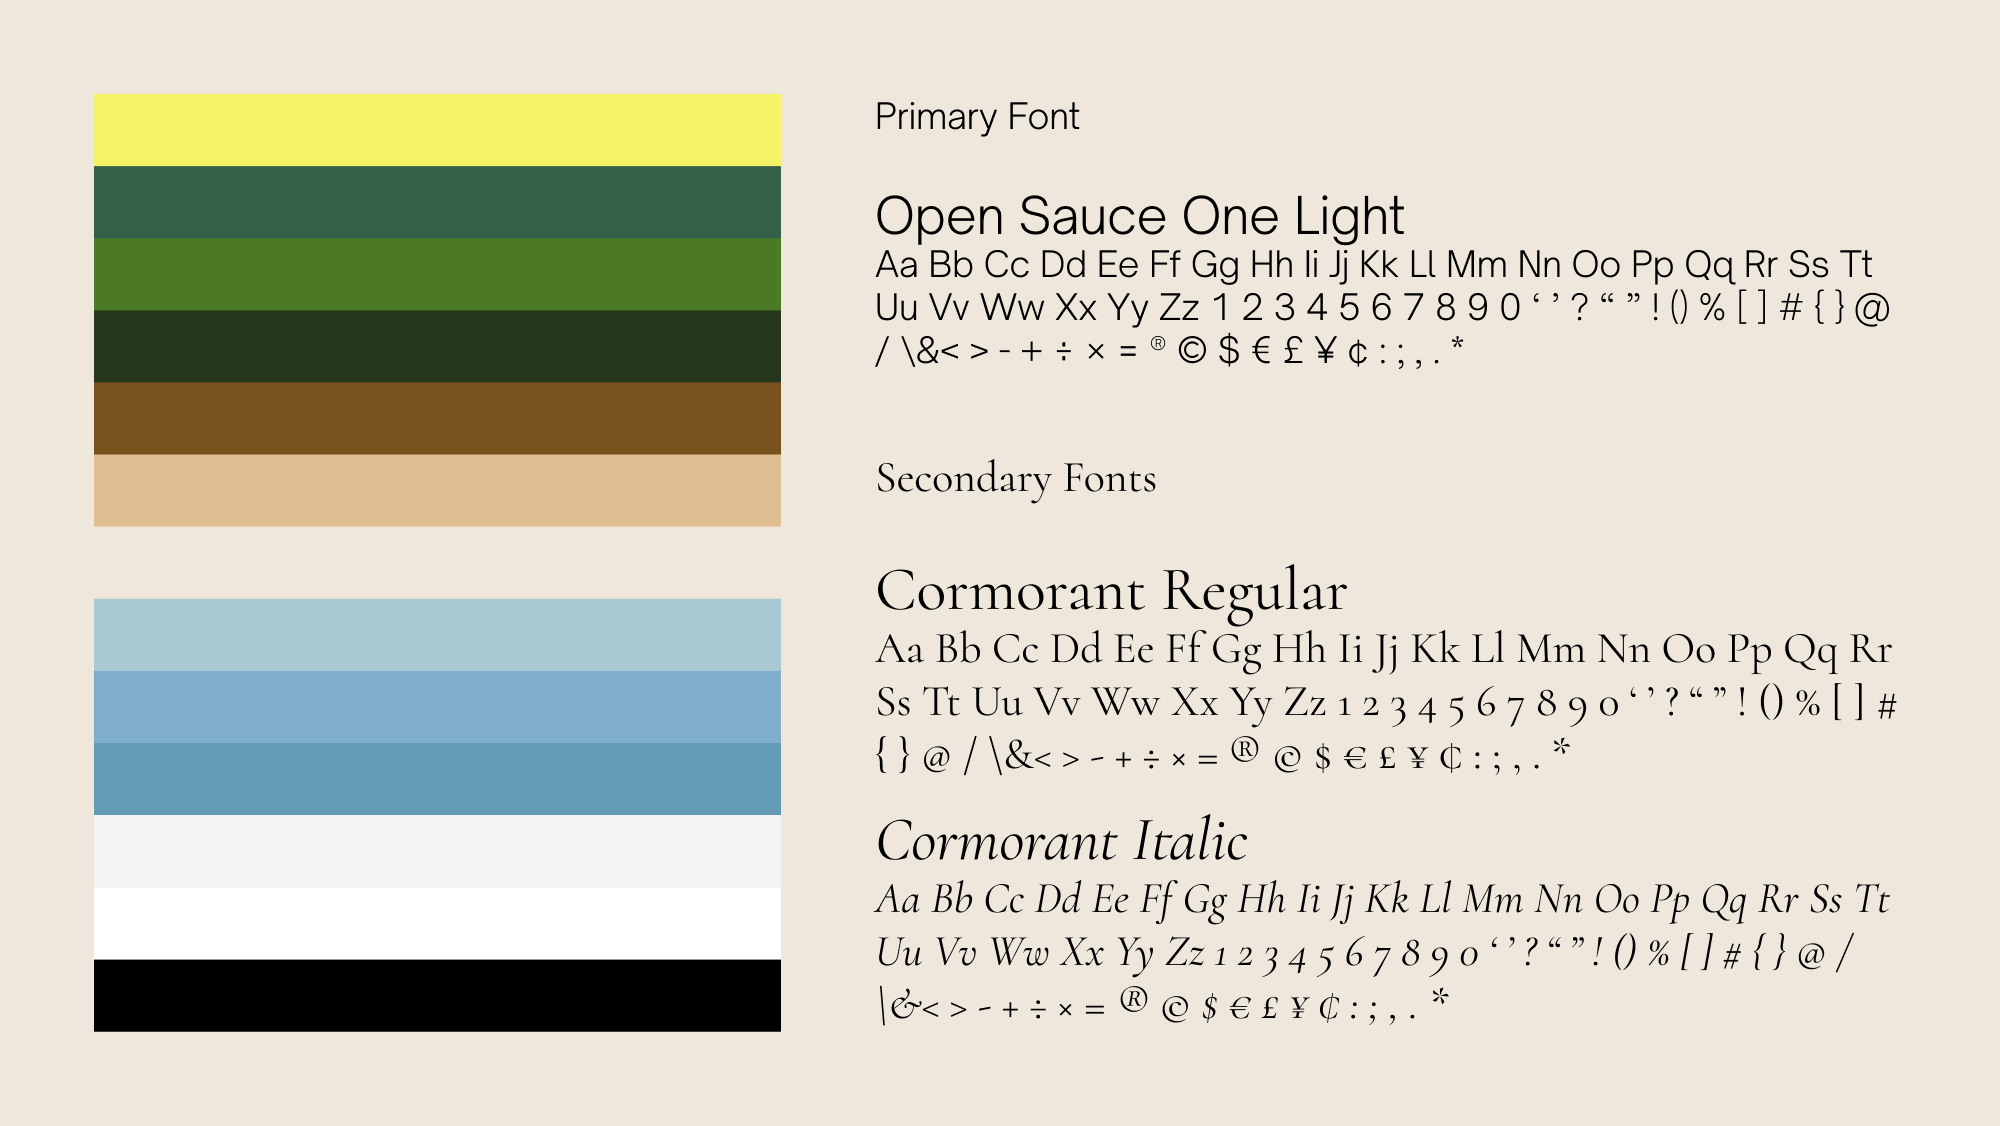 Primary Font
Open Sauce One Light
Aa Bb Cc Dd Ee Ff Gg Hh Ii Jj Kk Ll Mm Nn Oo Pp Qq Rr Ss Tt
Uu Vv Ww Xx Yy Zz 1 2 3 4 5 6 7 8 9 0 ‘ ’ ? “ ” ! () % [ ] # { } @
/ \&< > - + ÷ × = ® © $ € £ ¥ ¢ : ; , . *
Secondary Fonts
Cormorant Regular
Aa Bb Cc Dd Ee Ff Gg Hh Ii Jj Kk Ll Mm Nn Oo Pp Qq Rr
Ss Tt Uu Vv Ww Xx Yy Zz 1 2 3 4 5 6 7 8 9 0 ‘ ’ ? “ ” ! () % [ ] #
{ } @ / \&< > - + ÷ × = ® © $ € £ ¥ ¢ : ; , . *
Cormorant Italic
Aa Bb Cc Dd Ee Ff Gg Hh Ii Jj Kk Ll Mm Nn Oo Pp Qq Rr Ss Tt
Uu Vv Ww Xx Yy Zz 1 2 3 4 5 6 7 8 9 0 ‘ ’ ? “ ” ! () % [ ] # { } @ /
\&< > - + ÷ × = ® © $ € £ ¥ ¢ : ; , . *